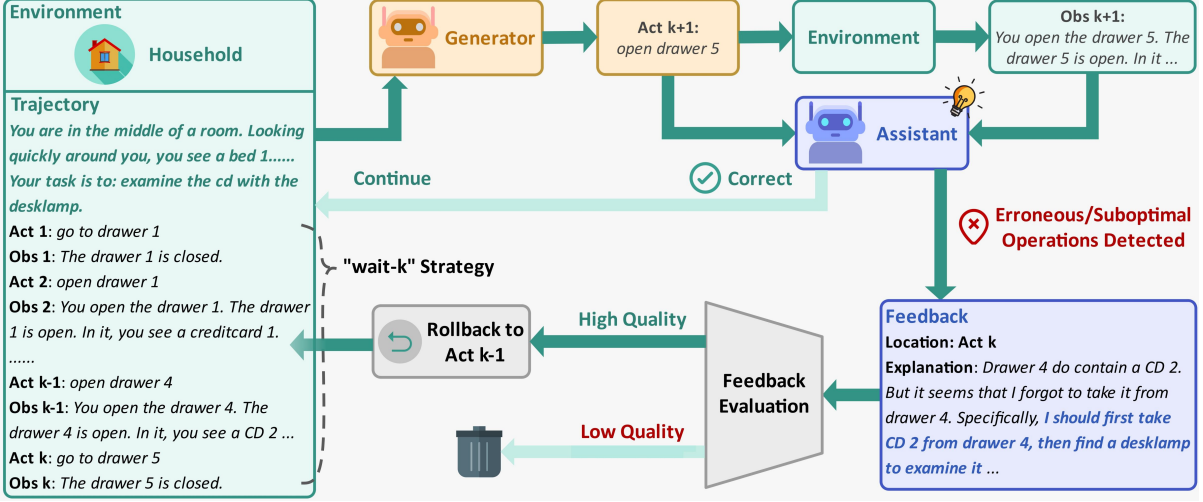 Environment
Household
Trajectory
You are in the middle of a room. Looking
quickly around you, you see a bed 1......
Your task is to: examine the cd with the
desklamp.
Act 1: go to drawer 1
Obs 1: The drawer 1 is closed.
Act 2: open drawer 1
Obs 2: You open the drawer 1. The drawer
1 is open. In it, you see a creditcard 1.
......
Act k-1: open drawer 4
Obs k-1: You open the drawer 4. The
drawer 4 is open. In it, you see a CD 2 ...
Act k: go to drawer 5
Obs k: The drawer 5 is closed.
"wait-k" Strategy
Generator
Act k+1:
open drawer 5
Environment
Obs k+1:
You open the drawer 5. The
drawer 5 is open. In it ...
Assistant
Continue
Correct
Erroneous/Suboptimal
Operations Detected
Feedback
Location: Act k
Explanation: Drawer 4 do contain a CD 2.
But it seems that I forgot to take it from
drawer 4. Specifically, I should first take
CD 2 from drawer 4, then find a desklamp
to examine it ...
Feedback
Evaluation
High Quality
Rollback to
Act k-1
Low Quality